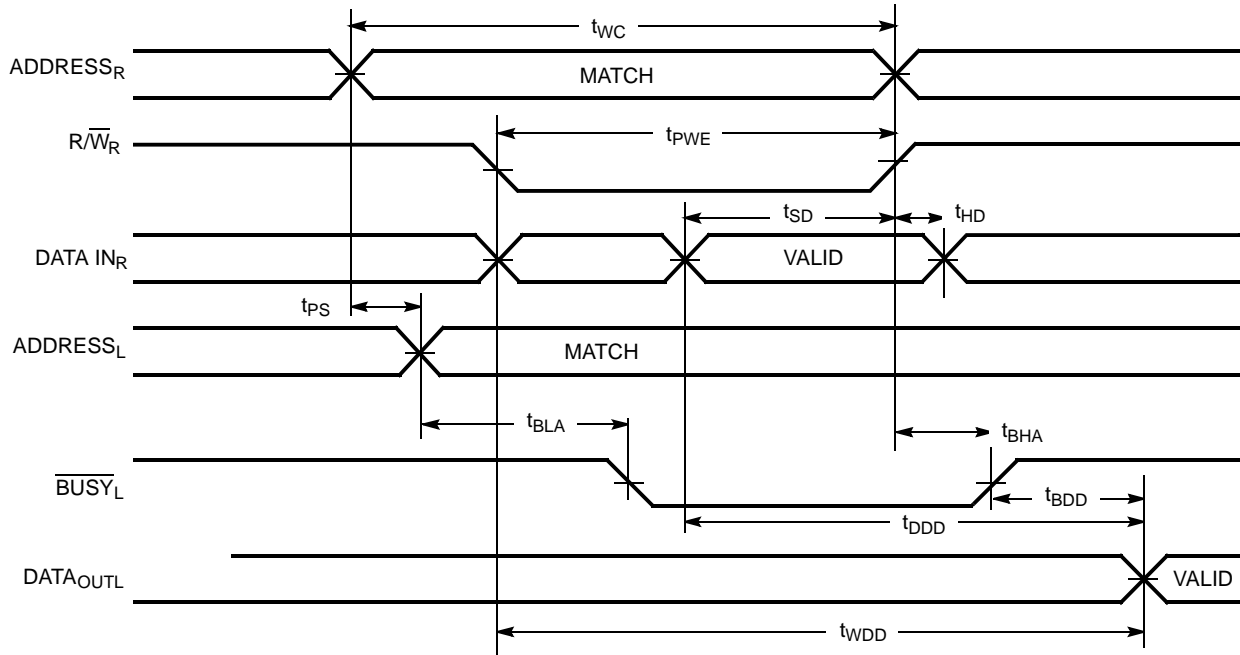 tWC
ADDRESSR
MATCH
R/W̅R
tPWE
tSD
tHD
DATA INR
VALID
tPS
ADDRESSL
MATCH
tBLA
tBHA
B̅U̅S̅Y̅L
tBDD
tDDD
DATAOUTL
VALID
tWDD